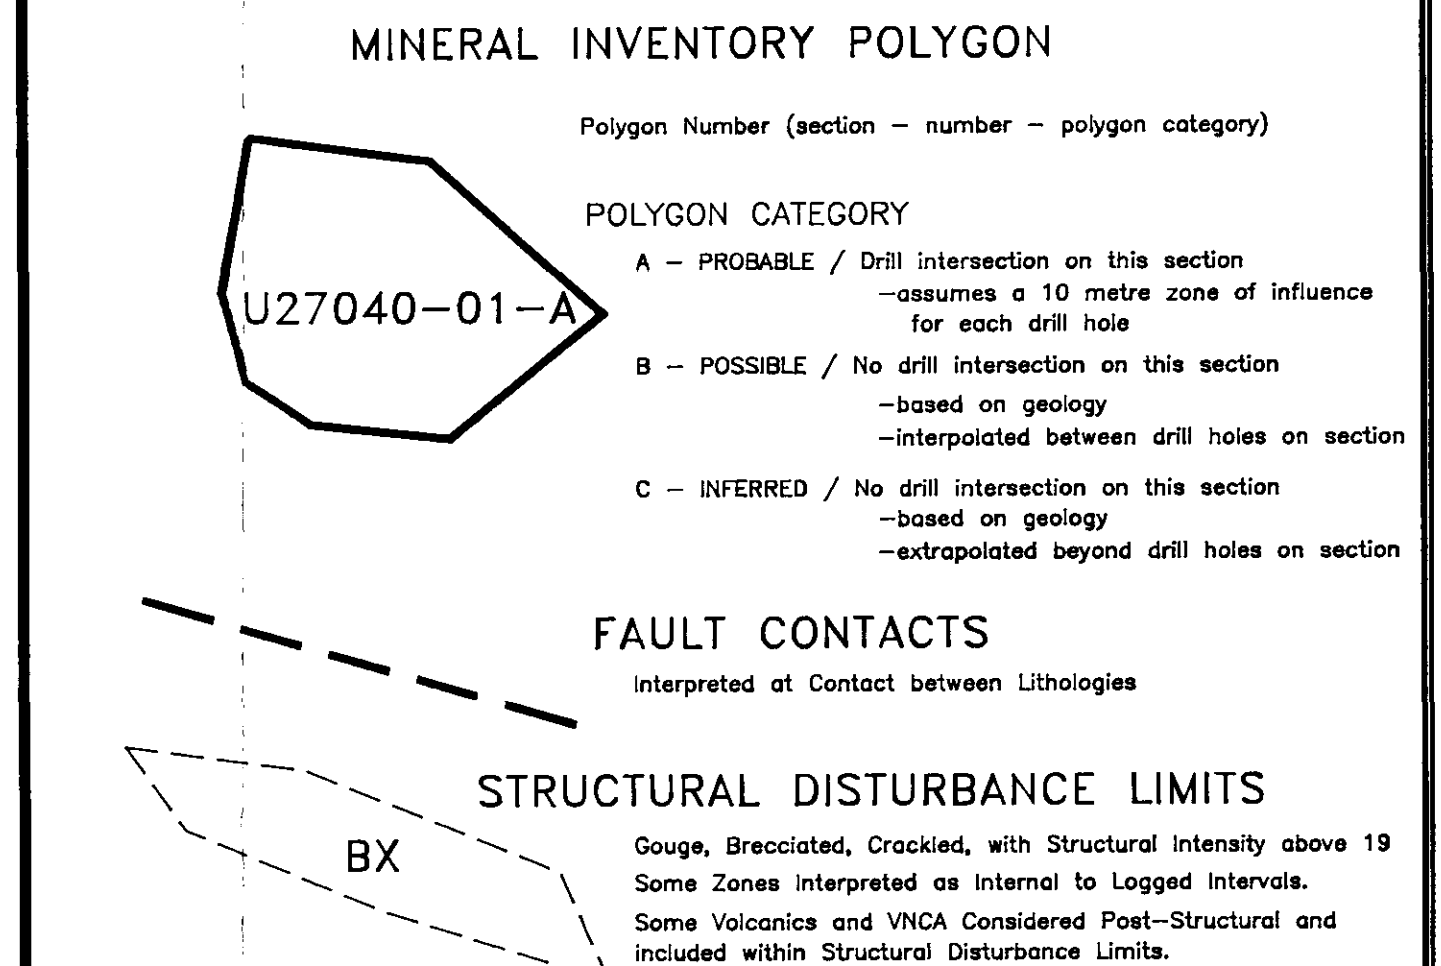 MINERAL INVENTORY POLYGON
Polygon Number (section – number – polygon category)
POLYGON CATEGORY
A – PROBABLE / Drill intersection on this section
–assumes a 10 metre zone of influence
for each drill hole
U27040–01–A
B – POSSIBLE / No drill intersection on this section
–based on geology
–interpolated between drill holes on section
C – INFERRED / No drill intersection on this section
–based on geology
–extrapolated beyond drill holes on section
FAULT CONTACTS
Interpreted at Contact between Lithologies
STRUCTURAL DISTURBANCE LIMITS
BX
Gouge, Brecciated, Crackled, with Structural Intensity above 19
Some Zones Interpreted as Internal to Logged Intervals.
Some Volcanics and VNCA Considered Post–Structural and
included within Structural Disturbance Limits.